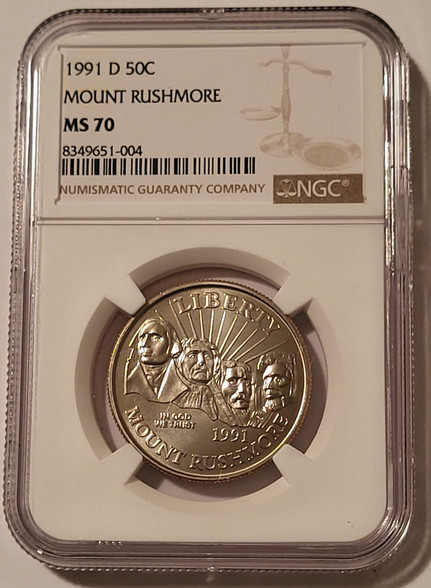 1991 D 50C
MOUNT RUSHMORE
MS 70
8349651-004
NUMISMATIC GUARANTY COMPANY
NGC®
LIBERTY
IN GOD
WE TRUST
1991
MOUNT RUSHMORE